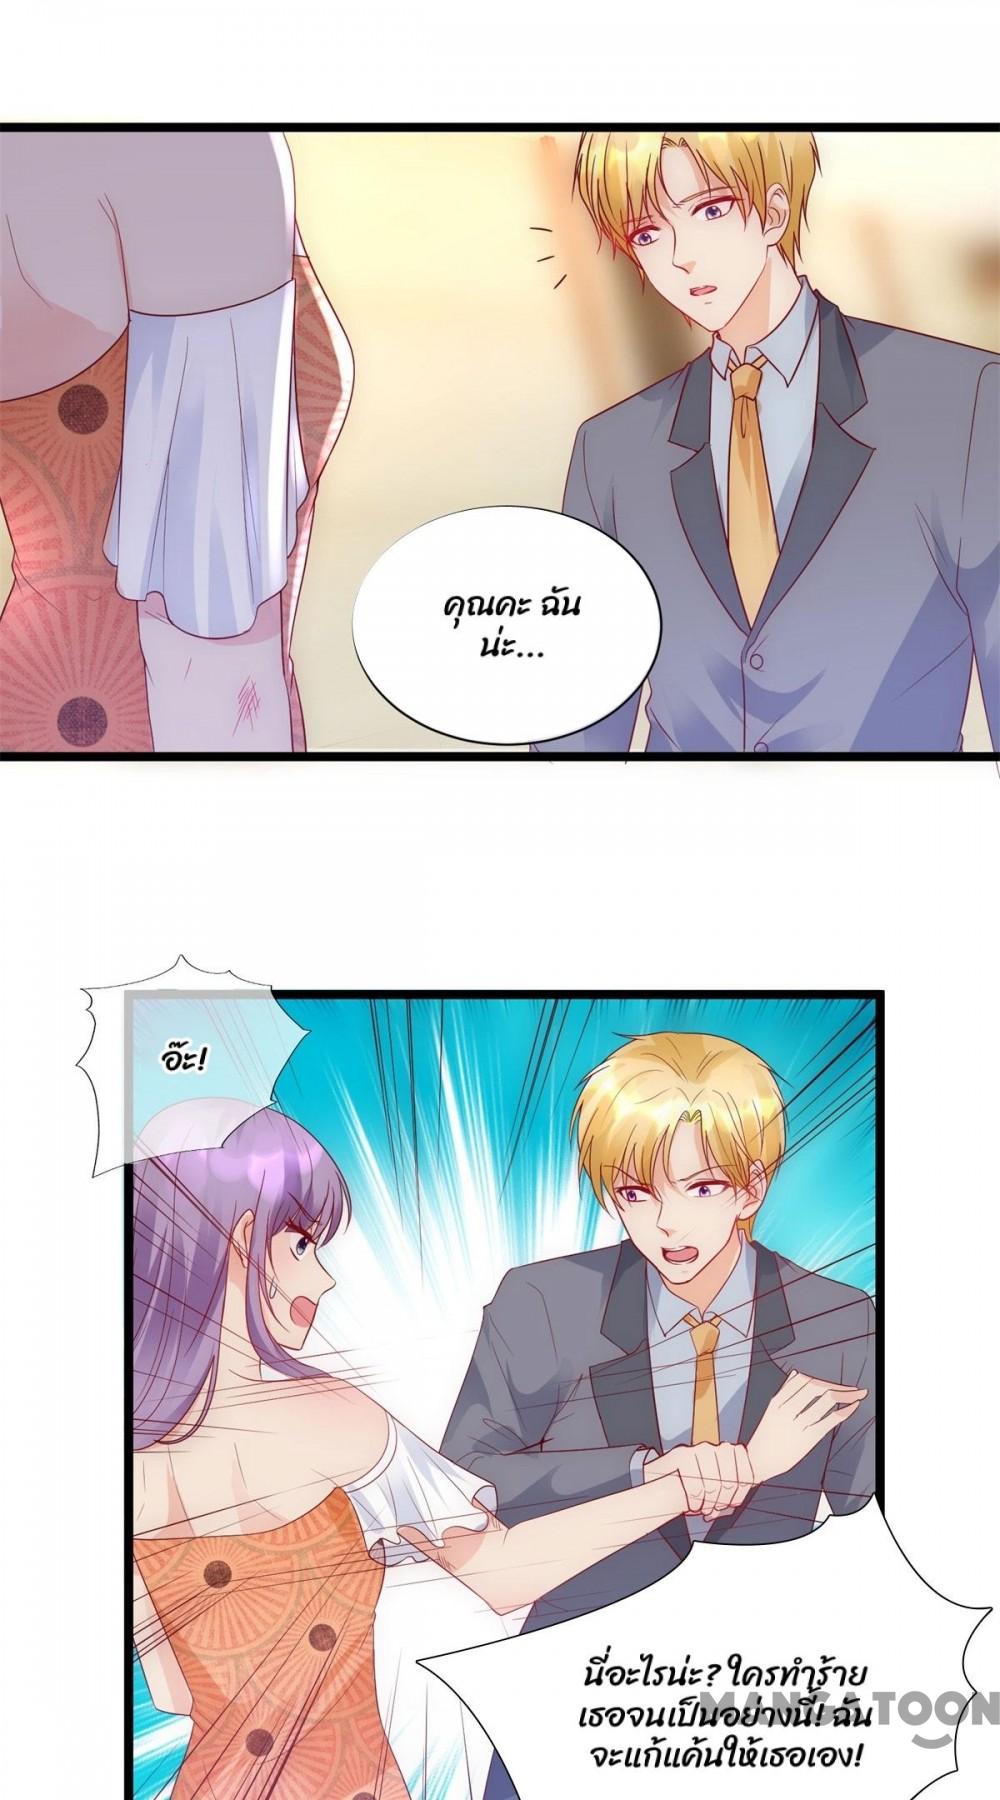 คุณคะ ฉัน
น่ะ...
อ๊ะ!
นี่อะไรน่ะ? ใครทำร้าย
เธอจนเป็นอย่างนี้! ฉัน
จะแก้แค้นให้เธอเอง!
MANGATOON